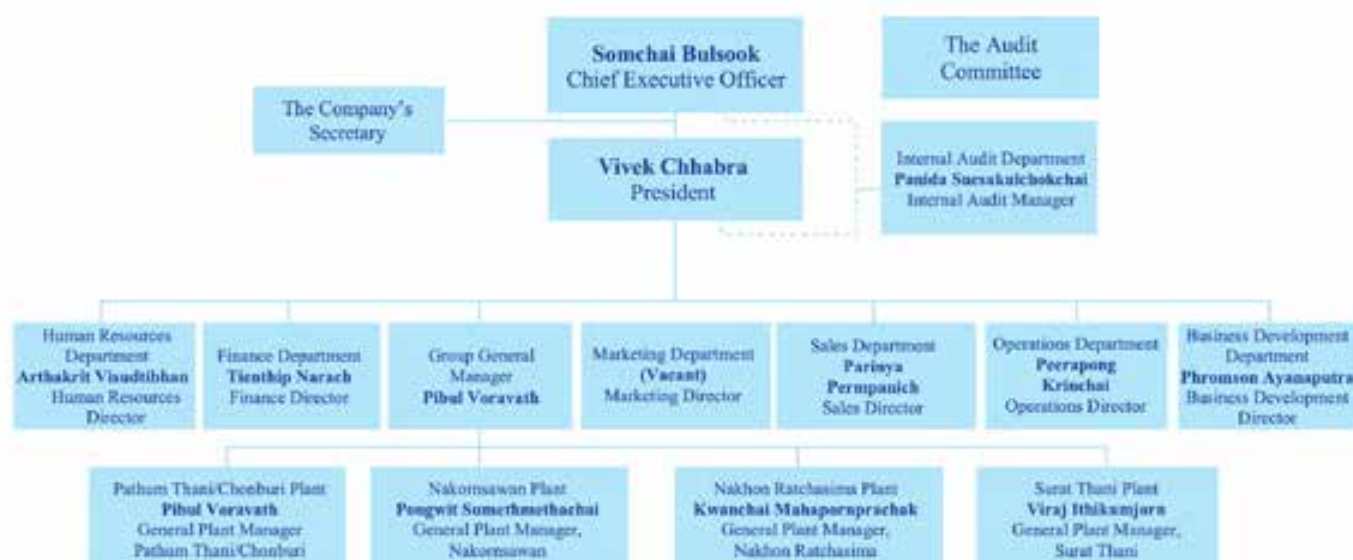 Somchai Bulsook
Chief Executive Officer
The Audit
Committee
The Company's
Secretary
Vivek Chhabra
President
Internal Audit Department
Panida Suesakulchokchai
Internal Audit Manager
Human Resources
Department
Arthakrit Visudtibhan
Human Resources
Director
Finance Department
Tienthip Narach
Finance Director
Group General
Manager
Pibul Voravath
Marketing Department
(Vacant)
Marketing Director
Sales Department
Parinya
Permpanich
Sales Director
Operations Department
Peerapong
Krinchai
Operations Director
Business Development
Department
Phromson Ayanaputra
Business Development
Director
Pathum Thani/Chonburi Plant
Pibul Voravath
General Plant Manager
Pathum Thani/Chonburi
Nakornsawan Plant
Pongwit Somethmethachai
General Plant Manager,
Nakornsawan
Nakhon Ratchasima Plant
Kwanchai Mahapornprachak
General Plant Manager,
Nakhon Ratchasima
Surat Thani Plant
Viraj Ithikamjorn
General Plant Manager,
Surat Thani